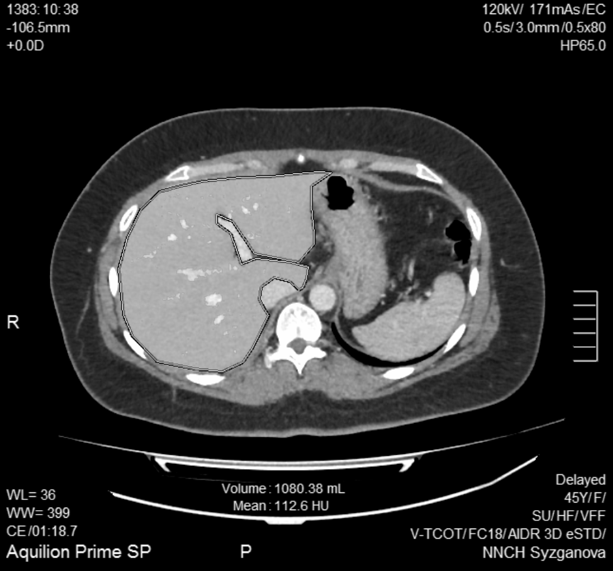 1383: 10: 38
-106.5mm
+0.0D
120kV/ 171mAs/EC
0.5s/ 3.0mm/0.5x80
HP65.0
R
Volume: 1080.38 mL
Mean: 112.6 HU
WL= 36
WW= 399
CE/01:18.7
Aquilion Prime SP
P
Delayed
45Y/F/
SU/HF/VFF
V-TCOT/FC18/AIDR 3D eSTD/
NNCH Syzganova